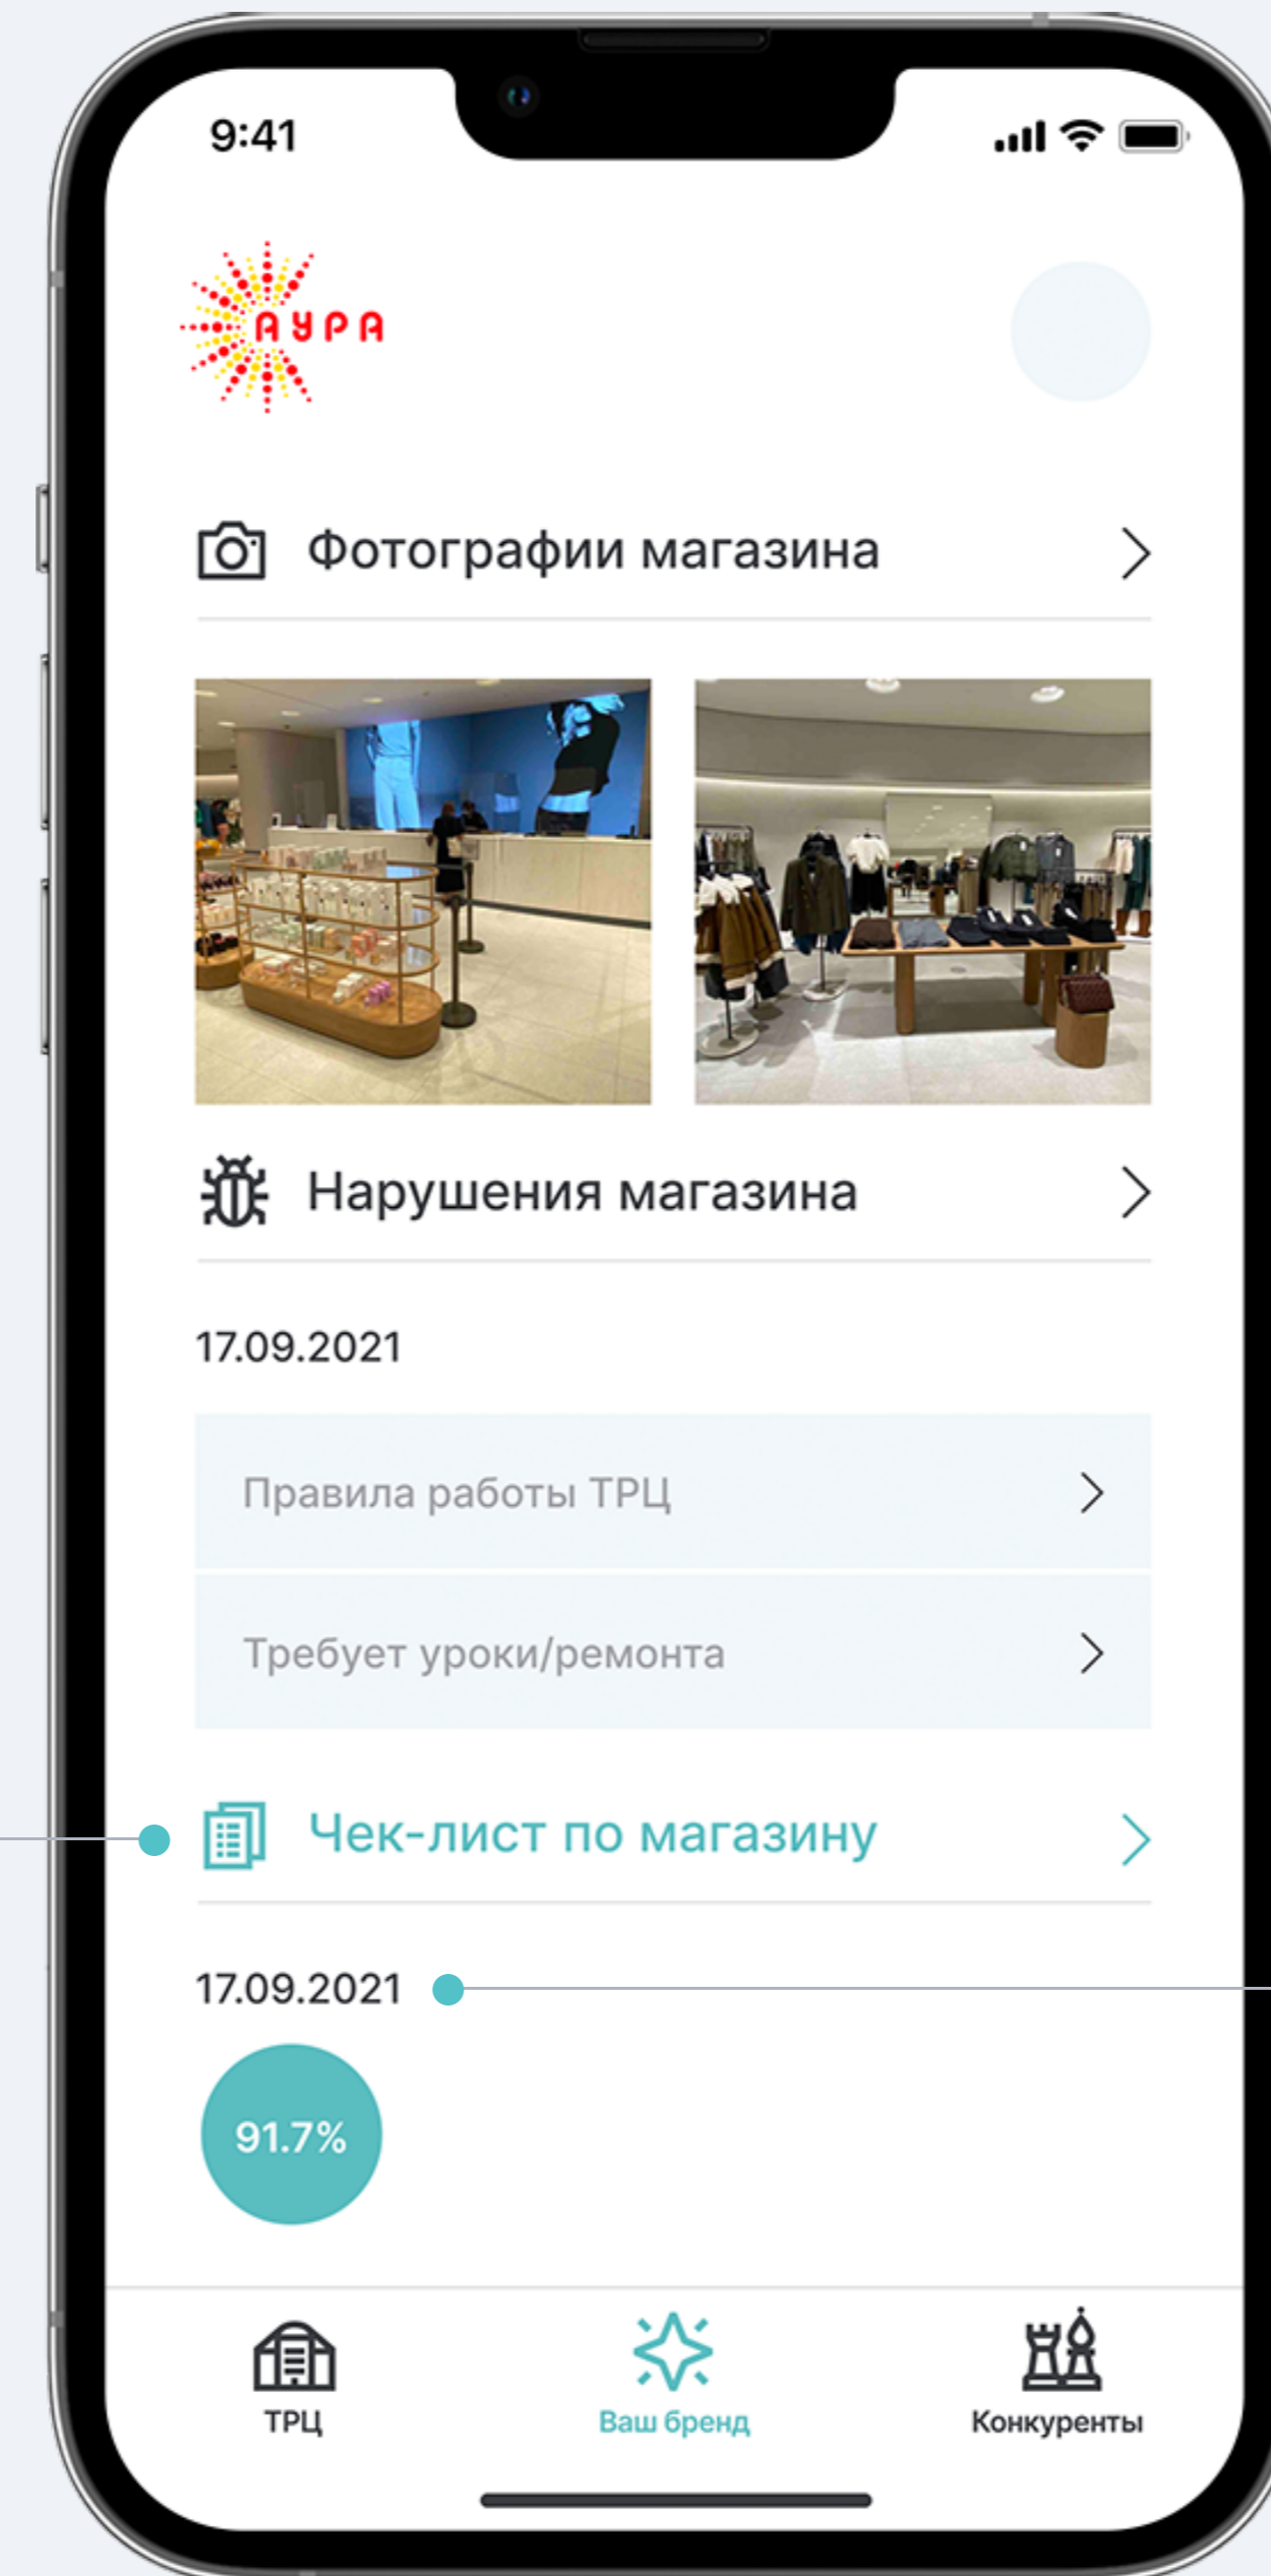 9:41
АУРА
Фотографии магазина
Нарушения магазина
17.09.2021
Правила работы ТРЦ
Требует уроки/ремонта
Чек-лист по магазину
17.09.2021
91.7%
ТРЦ
Ваш бренд
Конкуренты